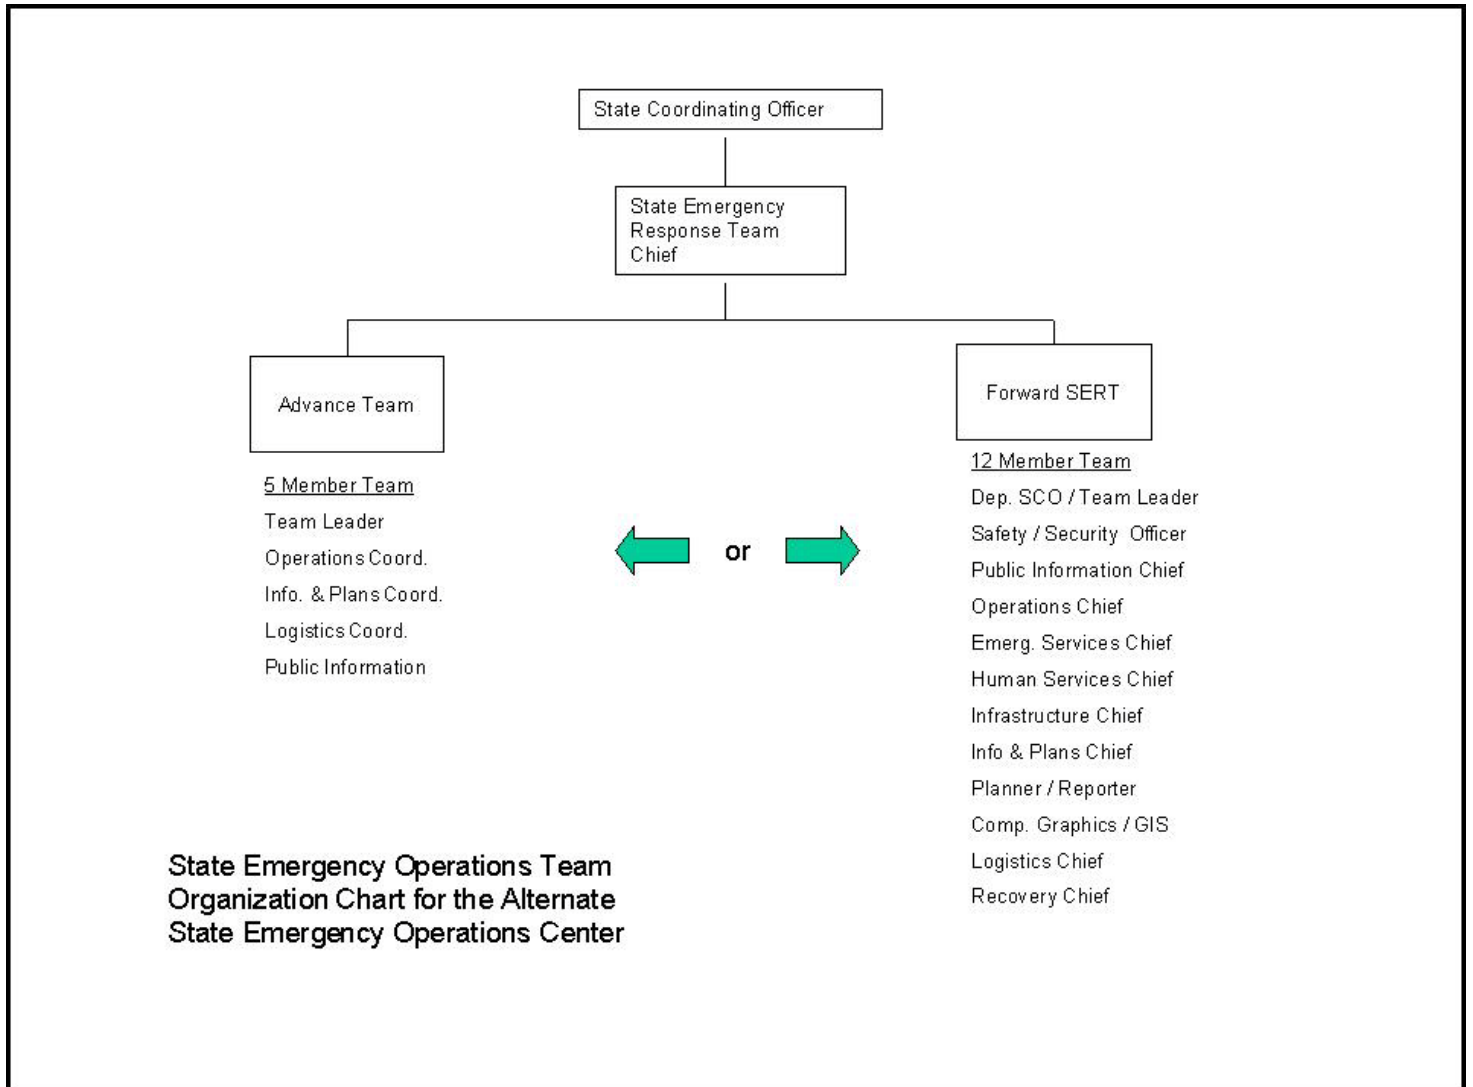 State Coordinating Officer
State Emergency
Response Team
Chief
Advance Team
5 Member Team
Team Leader
Operations Coord.
Info. & Plans Coord.
Logistics Coord.
Public Information
or
Forward SERT
12 Member Team
Dep. SCO / Team Leader
Safety / Security Officer
Public Information Chief
Operations Chief
Emerg. Services Chief
Human Services Chief
Infrastructure Chief
Info & Plans Chief
Planner / Reporter
Comp. Graphics / GIS
Logistics Chief
Recovery Chief
State Emergency Operations Team
Organization Chart for the Alternate
State Emergency Operations Center